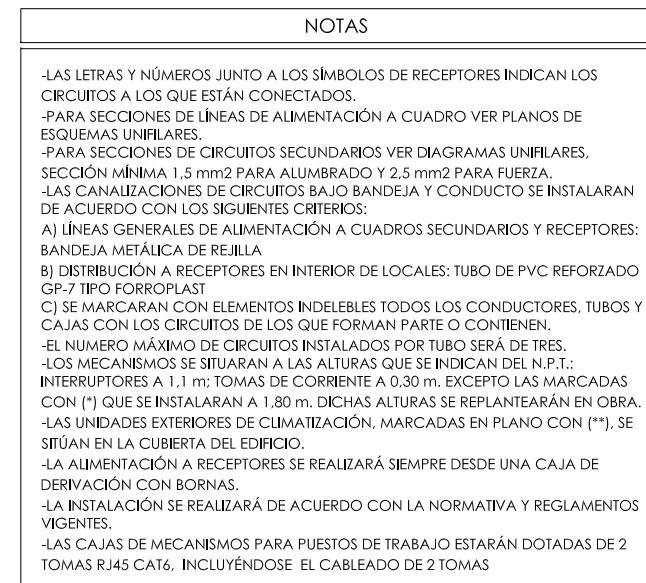 NOTAS
-LAS LETRAS Y NÚMEROS JUNTO A LOS SÍMBOLOS DE RECEPTORES INDICAN LOS
CIRCUITOS A LOS QUE ESTÁN CONECTADOS.
-PARA SECCIONES DE LÍNEAS DE ALIMENTACIÓN A CUADRO VER PLANOS DE
ESQUEMAS UNIFILARES.
-PARA SECCIONES DE CIRCUITOS SECUNDARIOS VER DIAGRAMAS UNIFILARES,
SECCIÓN MÍNIMA 1,5 mm2 PARA ALUMBRADO Y 2,5 mm2 PARA FUERZA.
-LAS CANALIZACIONES DE CIRCUITOS BAJO BANDEJA Y CONDUCTO SE INSTALARAN
DE ACUERDO CON LOS SIGUIENTES CRITERIOS:
A) LÍNEAS GENERALES DE ALIMENTACIÓN A CUADROS SECUNDARIOS Y RECEPTORES:
BANDEJA METÁLICA DE REJILLA
B) DISTRIBUCIÓN A RECEPTORES EN INTERIOR DE LOCALES: TUBO DE PVC REFORZADO
GP-7 TIPO FORROPLAST
C) SE MARCARAN CON ELEMENTOS INDELEBLES TODOS LOS CONDUCTORES, TUBOS Y
CAJAS CON LOS CIRCUITOS DE LOS QUE FORMAN PARTE O CONTIENEN.
-EL NUMERO MÁXIMO DE CIRCUITOS INSTALADOS POR TUBO SERÁ DE TRES.
-LOS MECANISMOS SE SITUARAN A LAS ALTURAS QUE SE INDICAN DEL N.P.T.:
INTERRUPTORES A 1,1 m; TOMAS DE CORRIENTE A 0,30 m. EXCEPTO LAS MARCADAS
CON (*) QUE SE INSTALARAN A 1,80 m. DICHAS ALTURAS SE REPLANTEARÁN EN OBRA.
-LAS UNIDADES EXTERIORES DE CLIMATIZACIÓN, MARCADAS EN PLANO CON (**), SE
SITÚAN EN LA CUBIERTA DEL EDIFICIO.
-LA ALIMENTACIÓN A RECEPTORES SE REALIZARÁ SIEMPRE DESDE UNA CAJA DE
DERIVACIÓN CON BORNAS.
-LA INSTALACIÓN SE REALIZARÁ DE ACUERDO CON LA NORMATIVA Y REGLAMENTOS
VIGENTES.
-LAS CAJAS DE MECANISMOS PARA PUESTOS DE TRABAJO ESTARÁN DOTADAS DE 2
TOMAS RJ45 CAT6, INCLUYÉNDOSE EL CABLEADO DE 2 TOMAS